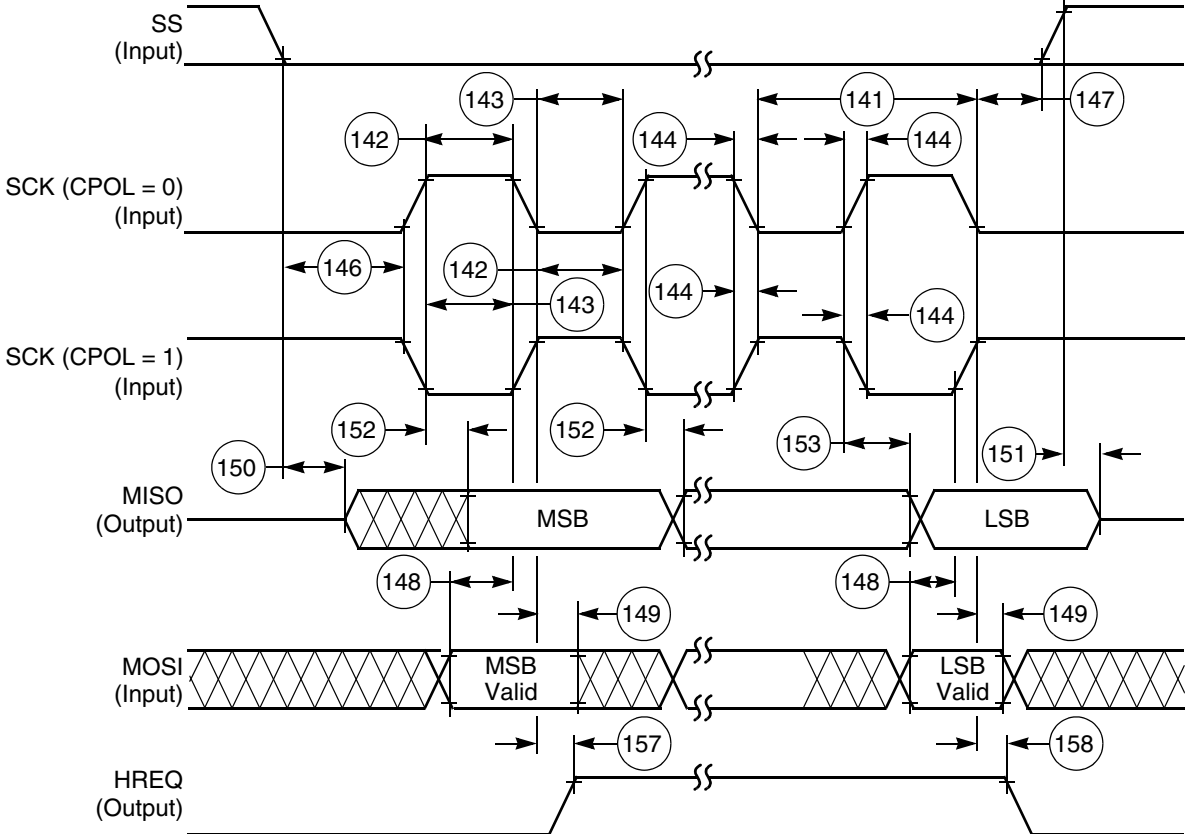 SS
(Input)
143
141
147
142
144
144
SCK (CPOL = 0)
(Input)
146
142
144
143
144
SCK (CPOL = 1)
(Input)
152
152
153
151
150
MISO
(Output)
MSB
LSB
148
148
149
149
MOSI
(Input)
MSB
Valid
LSB
Valid
157
158
HREQ
(Output)